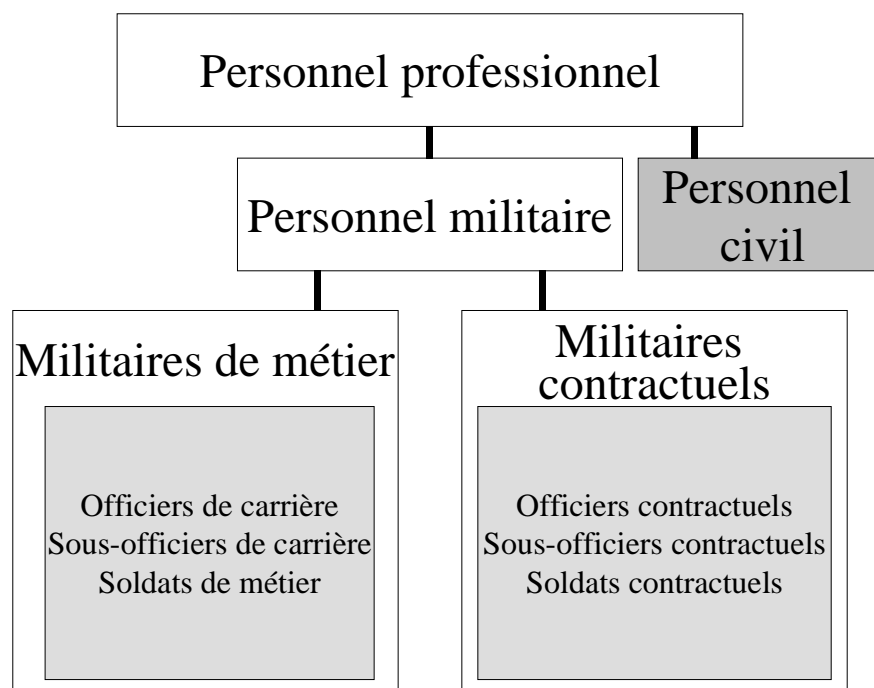 Personnel professionnel
Personnel militaire
Personnel
civil
Militaires de métier
Officiers de carrière
Sous-officiers de carrière
Soldats de métier
Militaires
contractuels
Officiers contractuels
Sous-officiers contractuels
Soldats contractuels